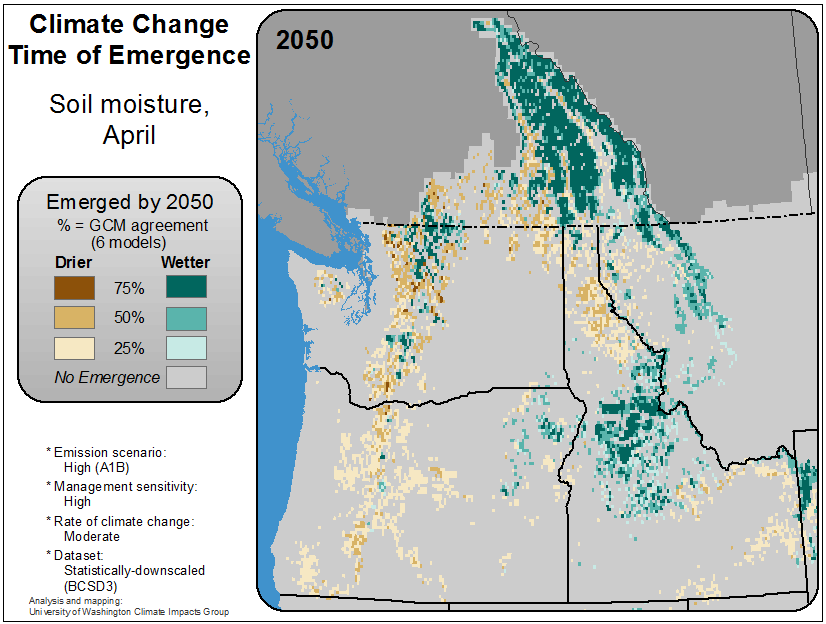 Climate Change
Time of Emergence
Soil moisture,
April
Emerged by 2050
% = GCM agreement
(6 models)
Drier Wetter
75%
50%
25%
No Emergence
* Emission scenario:
High (A1B)
* Management sensitivity:
High
* Rate of climate change:
Moderate
* Dataset:
Statistically-downscaled
(BCSD3)
Analysis and mapping:
University of Washington Climate Impacts Group
2050